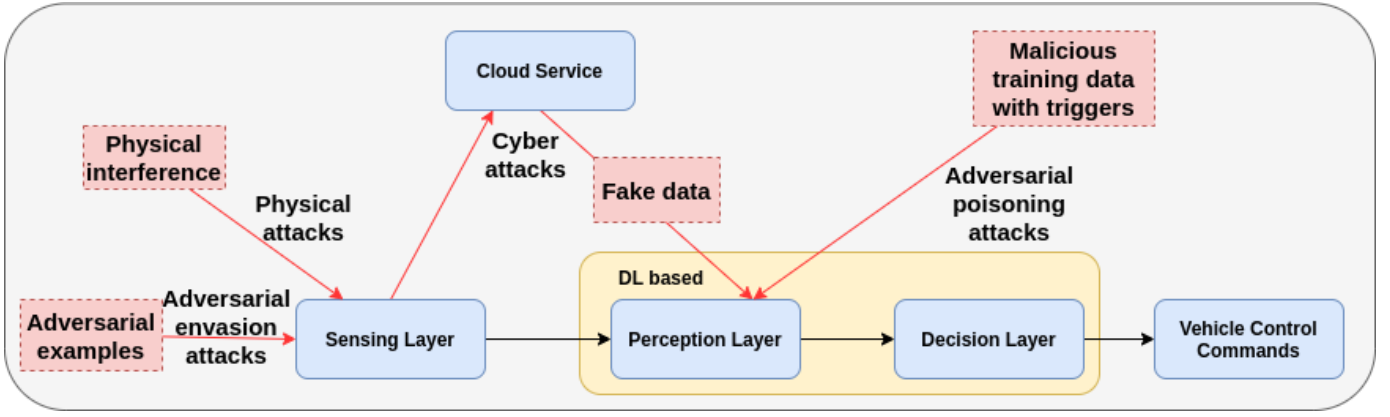 Cloud Service
Malicious
training data
with triggers
Physical
interference
Cyber
attacks
Fake data
Physical
attacks
Adversarial
poisoning
attacks
DL based
Adversarial
examples
Adversarial
envasion
attacks
Sensing Layer
Perception Layer
Decision Layer
Vehicle Control
Commands